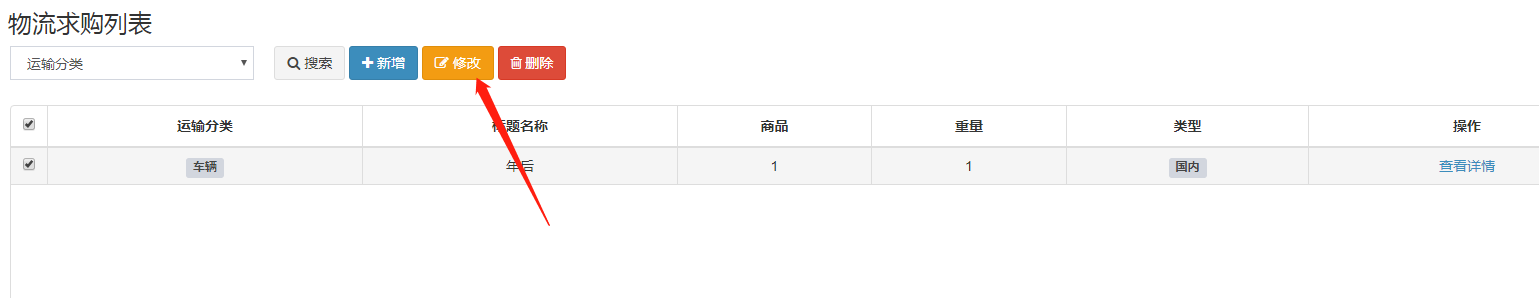 物流求购列表
运输分类 搜索 新增 修改 删除
运输分类 标题名称 商品 重量 类型 操作
车辆 年后 1 1 国内 查看详情